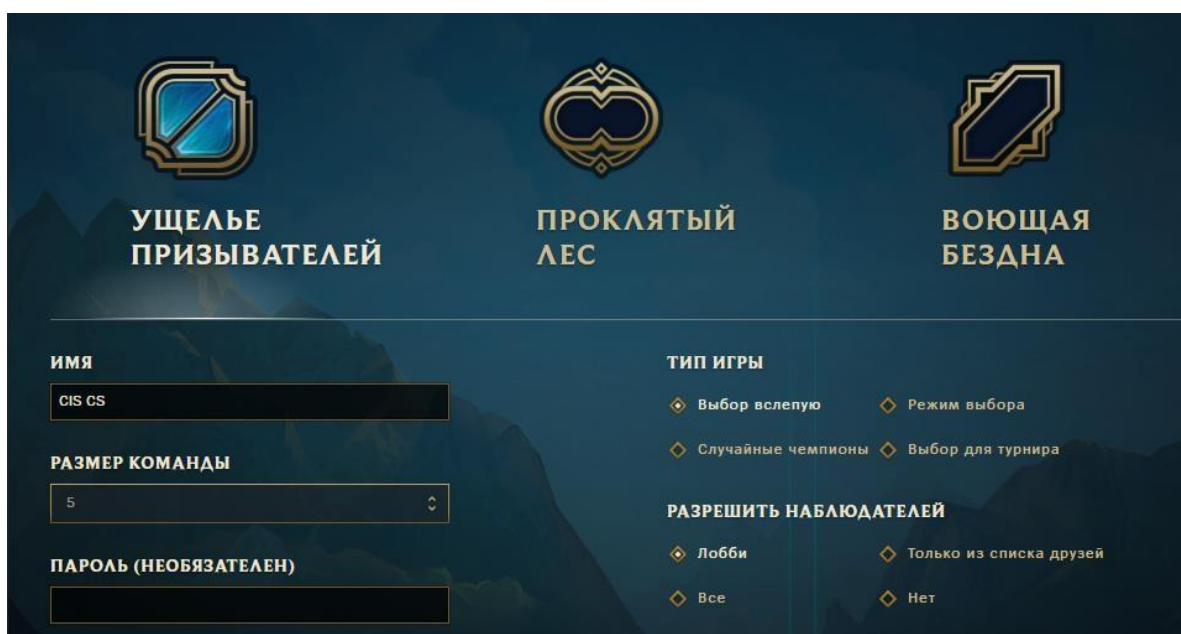 УЩЕЛЬЕ
ПРИЗЫВАТЕЛЕЙ
ПРОКЛЯТЫЙ
ЛЕС
ВОЮЩАЯ
БЕЗДНА
ИМЯ
CIS CS
РАЗМЕР КОМАНДЫ
5
ПАРОЛЬ (НЕОБЯЗАТЕЛЕН)
ТИП ИГРЫ
Выбор вслепую
Режим выбора
Случайные чемпионы
Выбор для турнира
РАЗРЕШИТЬ НАБЛЮДАТЕЛЕЙ
Лобби
Только из списка друзей
Все
Нет